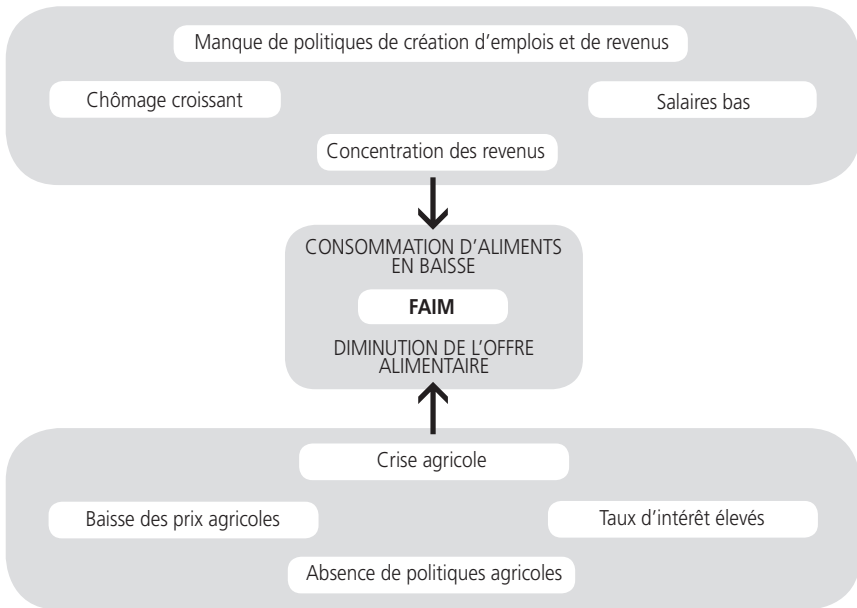 Manque de politiques de création d’emplois et de revenus
Chômage croissant
Salaires bas
Concentration des revenus
CONSOMMATION D’ALIMENTS
EN BAISSE
FAIM
DIMINUTION DE L’OFFRE
ALIMENTAIRE
Crise agricole
Baisse des prix agricoles
Taux d’intérêt élevés
Absence de politiques agricoles